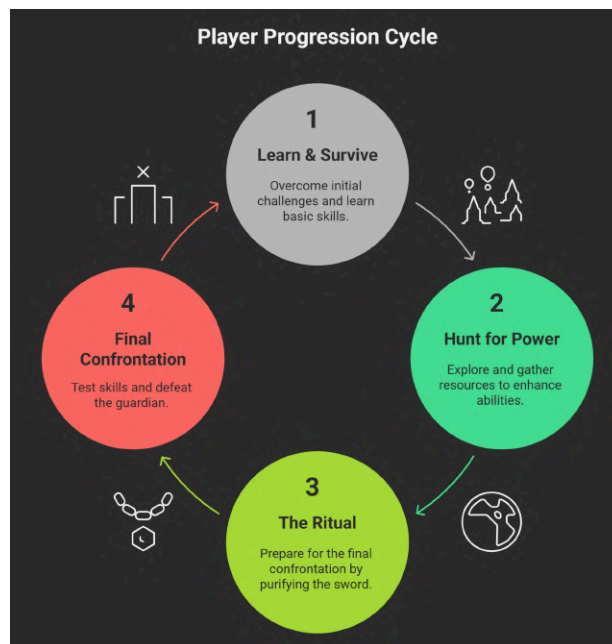 Player Progression Cycle
1
Learn & Survive
Overcome initial
challenges and learn
basic skills.
2
Hunt for Power
Explore and gather
resources to enhance
abilities.
3
The Ritual
Prepare for the final
confrontation by
purifying the sword.
4
Final
Confrontation
Test skills and defeat
the guardian.